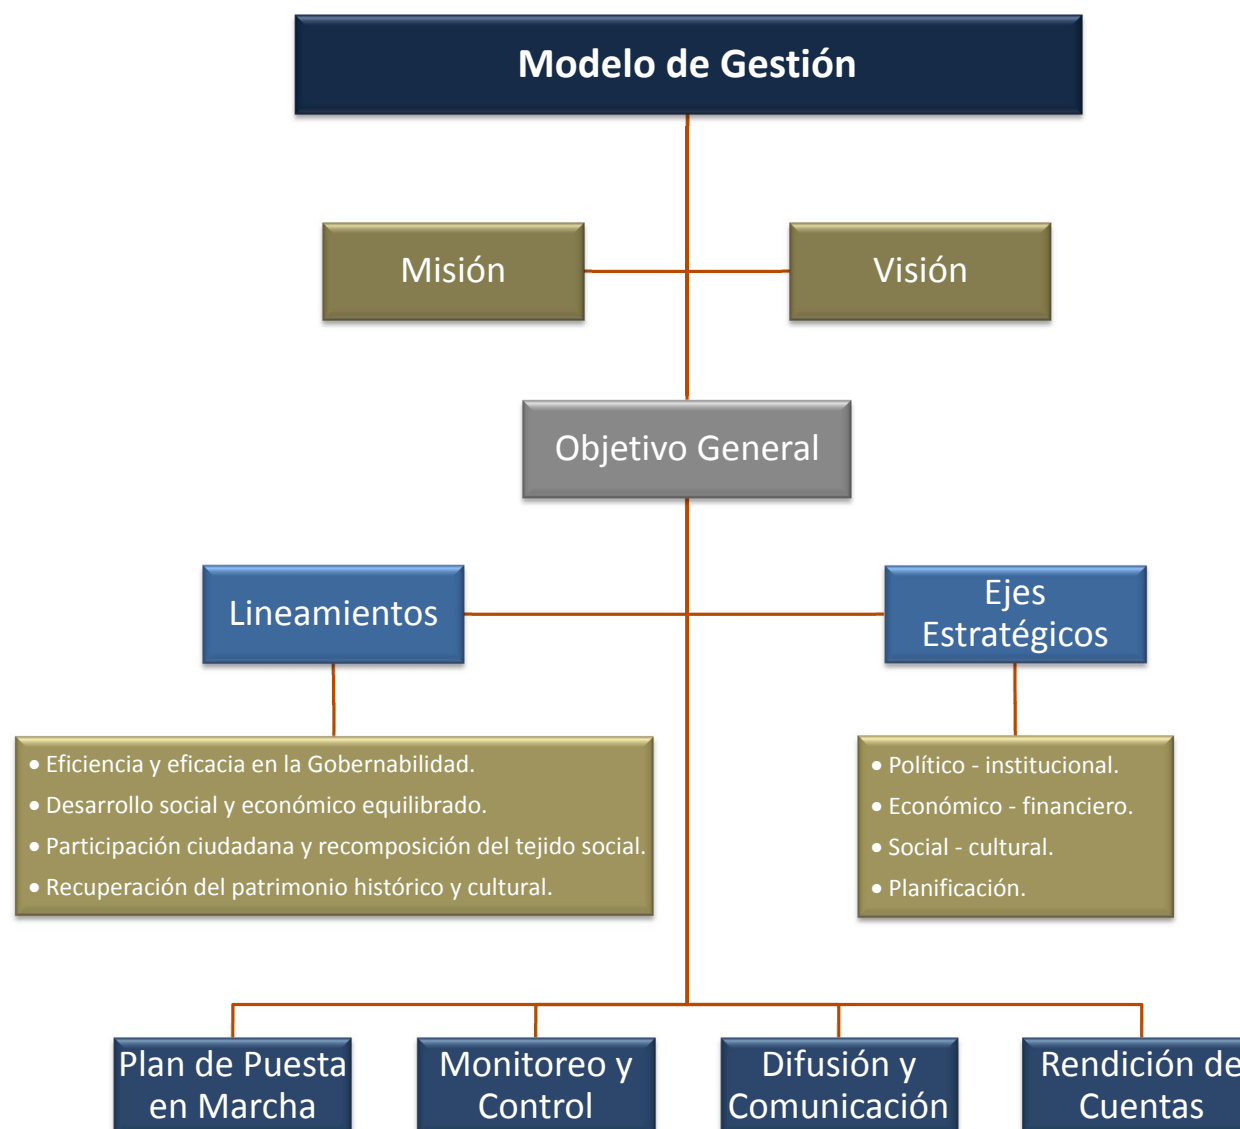 Modelo de Gestión
Misión
Visión
Objetivo General
Lineamientos
Ejes
Estratégicos
• Eficiencia y eficacia en la Gobernabilidad.
• Desarrollo social y económico equilibrado.
• Participación ciudadana y recomposición del tejido social.
• Recuperación del patrimonio histórico y cultural.
• Político - institucional.
• Económico - financiero.
• Social - cultural.
• Planificación.
Plan de Puesta
en Marcha
Monitoreo y
Control
Difusión y
Comunicación
Rendición de
Cuentas